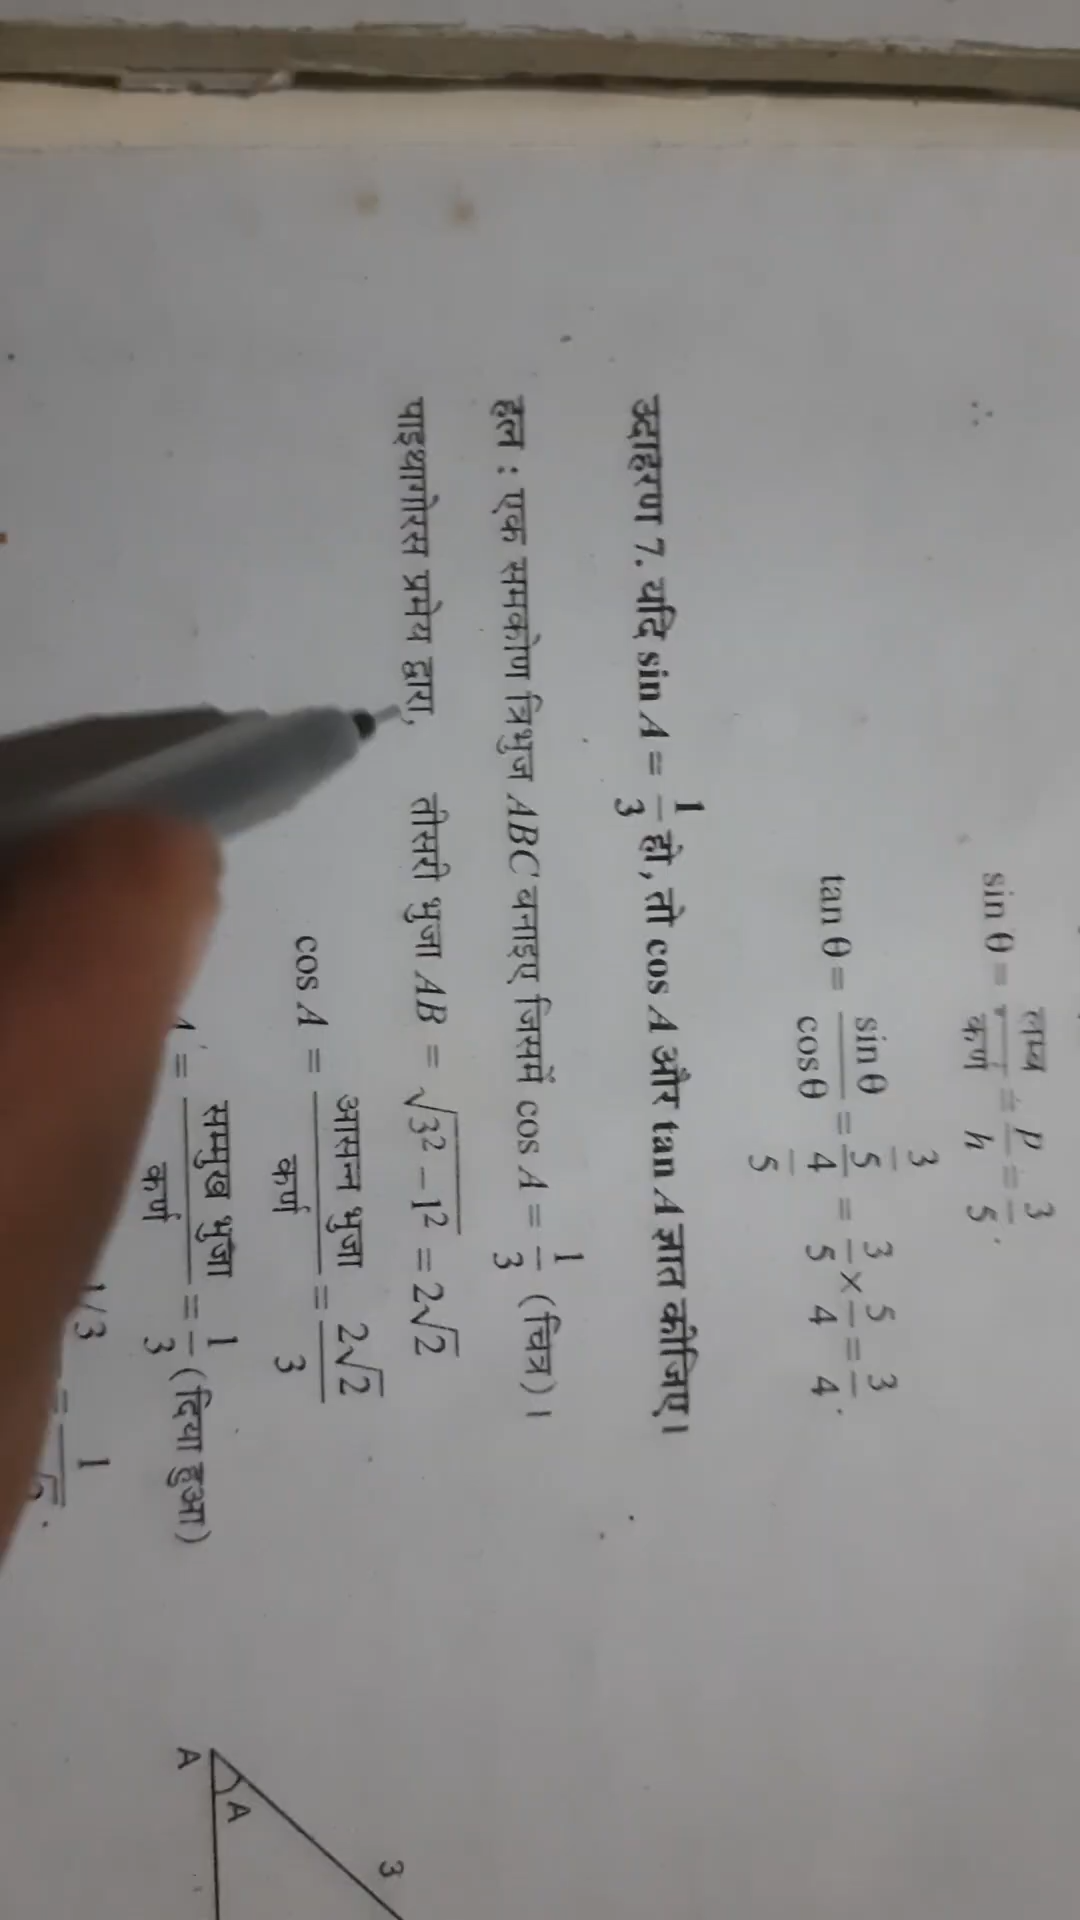 ∴ sin θ = लम्ब/कर्ण = p/h = 3/5.
tan θ = sin θ/cos θ = (3/5)/(4/5) = 3/5 × 5/4 = 3/4.
उदाहरण 7. यदि sin A = 1/3 हो, तो cos A और tan A ज्ञात कीजिए।
हल : एक समकोण त्रिभुज ABC बनाइए जिसमें cos A = 1/3 (चित्र)।
पाइथागोरस प्रमेय द्वारा, तीसरी भुजा AB = √(3² – 1²) = 2√2
cos A = आसन्न भुजा/कर्ण = 2√2/3
A = सम्मुख भुजा/कर्ण = 1/3 (दिया हुआ)
1/3 = 1/
A
A
3